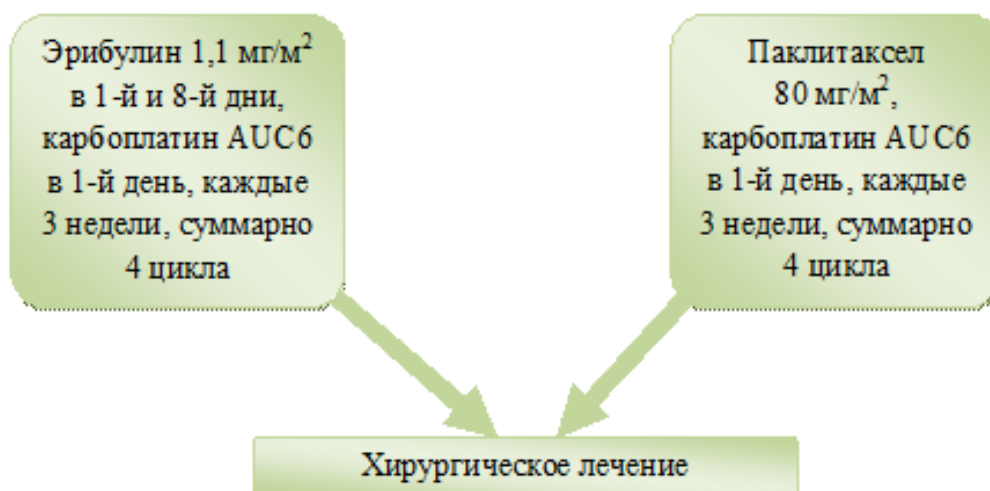 Эрибулин 1,1 мг/м²
в 1-й и 8-й дни,
карбоплатин AUC6
в 1-й день, каждые
3 недели, суммарно
4 цикла
Паклитаксел
80 мг/м²,
карбоплатин AUC6
в 1-й день, каждые
3 недели, суммарно
4 цикла
Хирургическое лечение